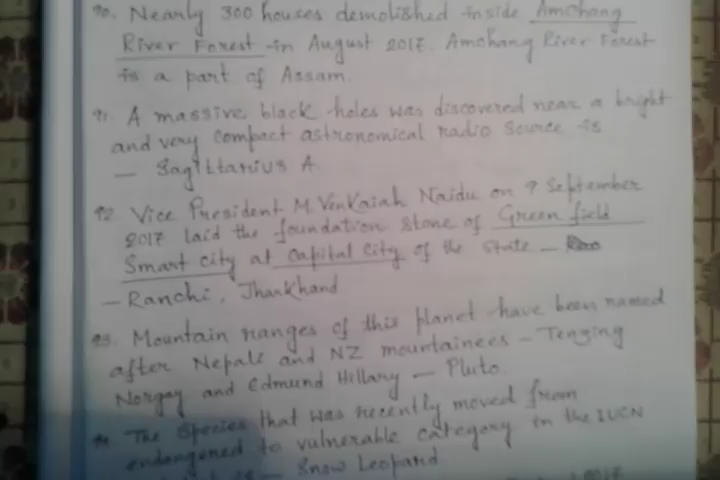 90. Nearly 300 houses demolished inside Amchang
River Forest in August 2017. Amchang River Forest
is a part of Assam.
91. A massive black holes was discovered near a bright
and very compact astronomical radio source is
— Sagittarius A.
92. Vice President M. Venkaiah Naidu on 9 September
2017 laid the foundation stone of Green field
Smart city at Capital City of the state —
— Ranchi, Jharkhand
93. Mountain ranges of this planet have been named
after Nepals and NZ mountainees — Tenzing
Norgay and Edmund Hillary — Pluto.
94. The Species that was recently moved from
endangered to vulnerable category in the IUCN
is — Snow Leopard